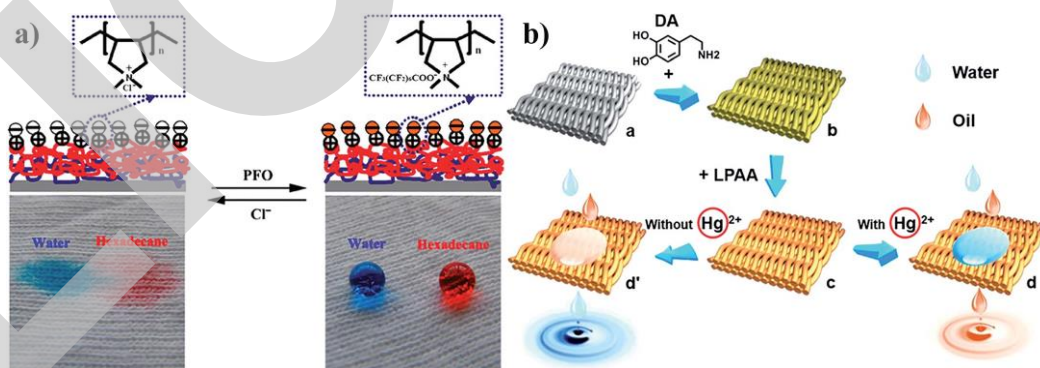 a)
n
N
+
Cl⁻
n
CF₃(CF₂)₆COO⁻
N
+
PFO
Cl⁻
Water
Hexadecane
Water
Hexadecane
b)
DA
HO
HO
NH2
+
a
b
Water
Oil
+ LPAA
Without Hg²⁺
With Hg²⁺
d'
c
d